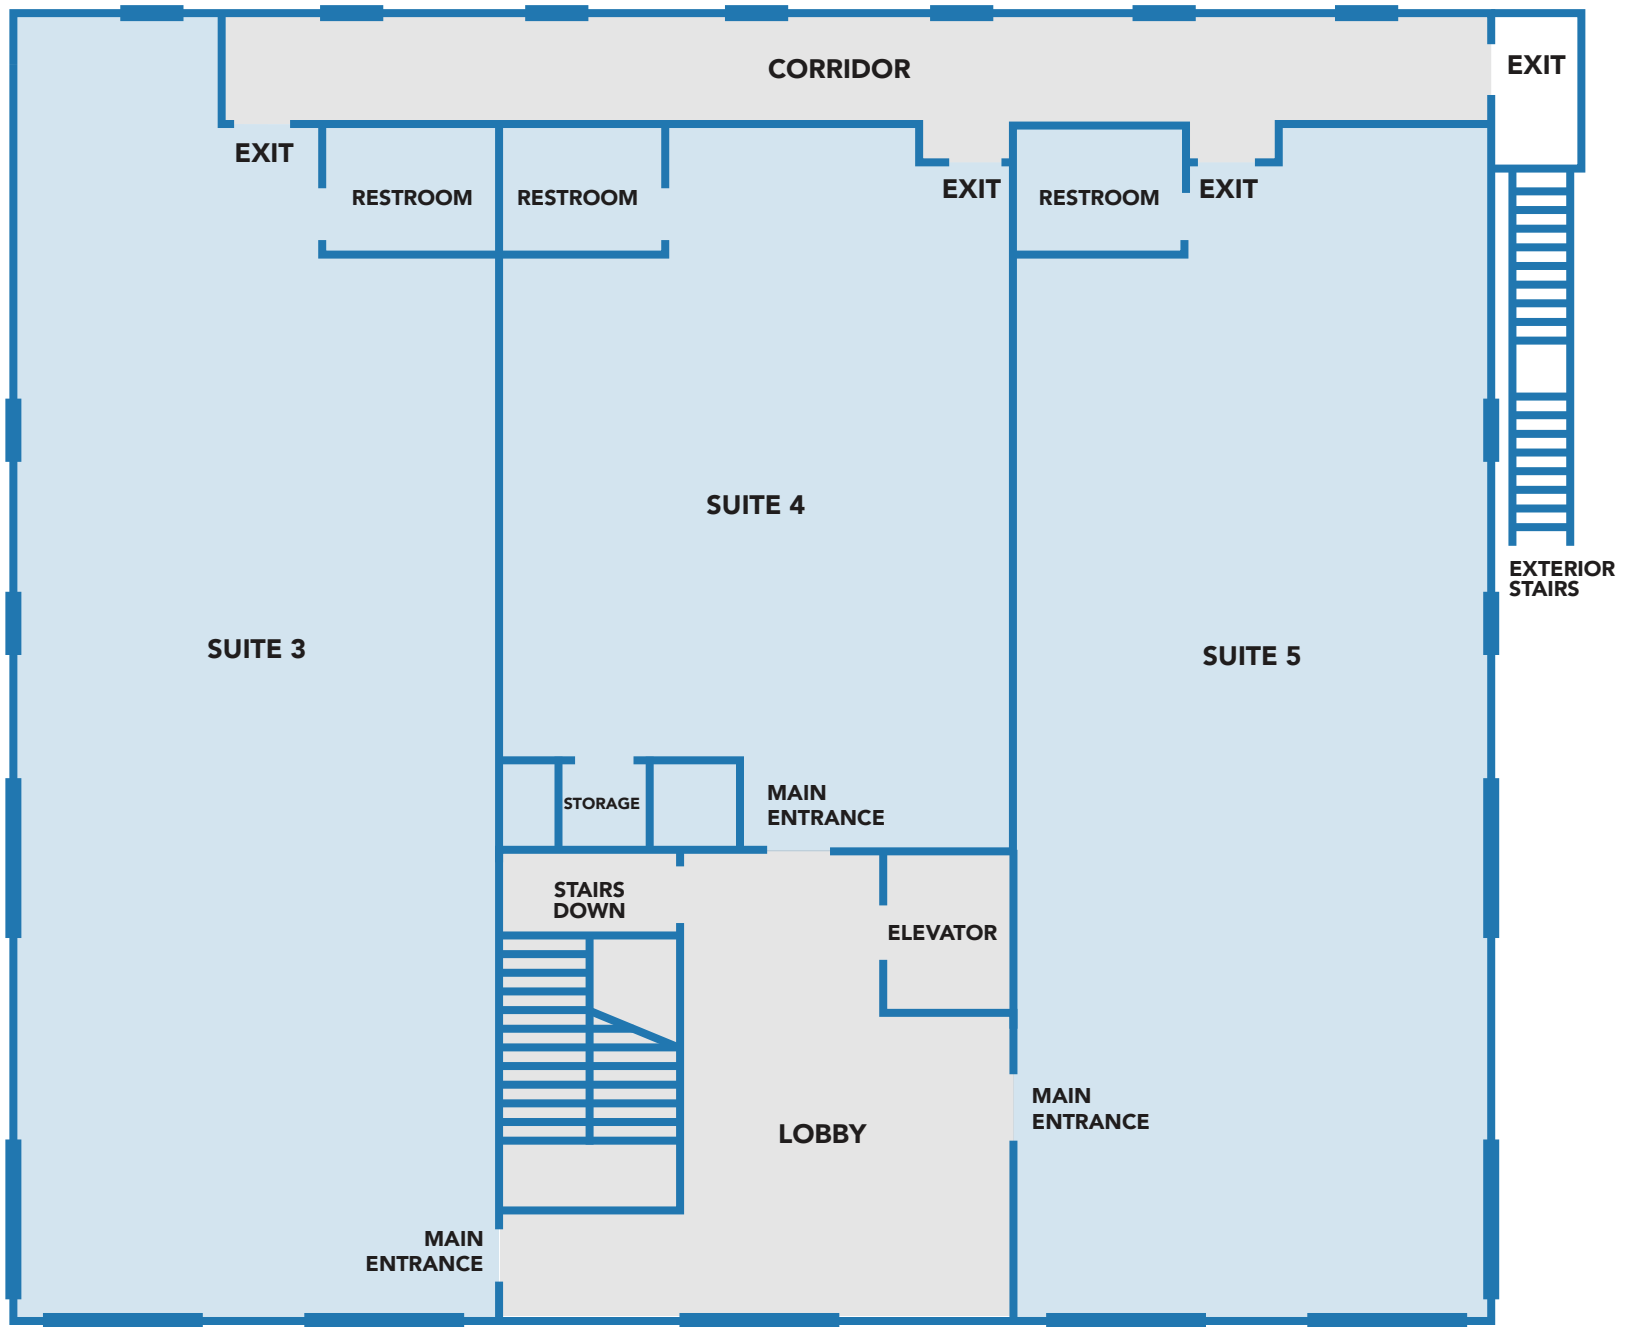 CORRIDOR
EXIT
EXIT
RESTROOM
RESTROOM
EXIT
RESTROOM
EXIT
SUITE 4
EXTERIOR
STAIRS
SUITE 3
SUITE 5
STORAGE
MAIN
ENTRANCE
STAIRS
DOWN
ELEVATOR
MAIN
ENTRANCE
LOBBY
MAIN
ENTRANCE